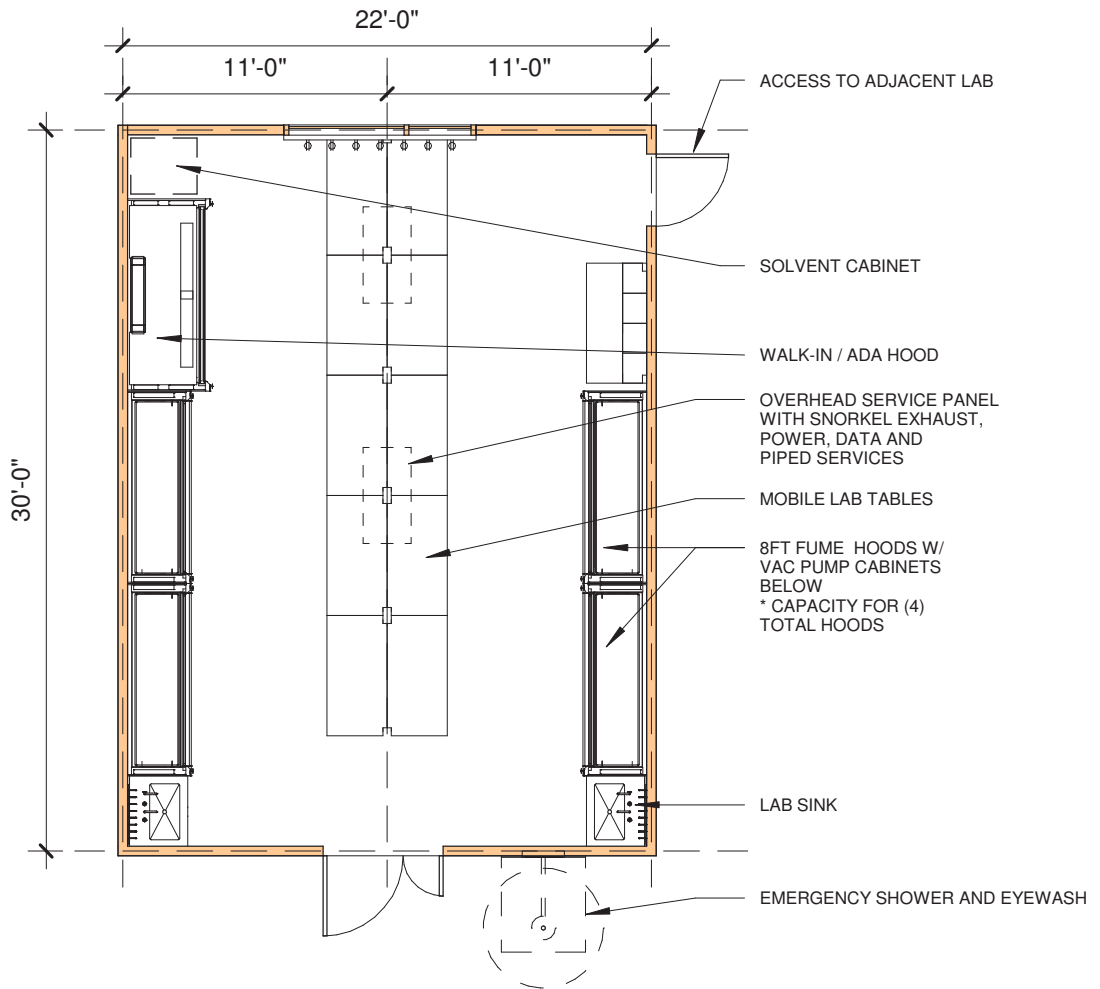 22'-0"
11'-0"
11'-0"
30'-0"
ACCESS TO ADJACENT LAB
SOLVENT CABINET
WALK-IN / ADA HOOD
OVERHEAD SERVICE PANEL
WITH SNORKEL EXHAUST,
POWER, DATA AND
PIPED SERVICES
MOBILE LAB TABLES
8FT FUME HOODS W/
VAC PUMP CABINETS
BELOW
* CAPACITY FOR (4)
TOTAL HOODS
LAB SINK
EMERGENCY SHOWER AND EYEWASH